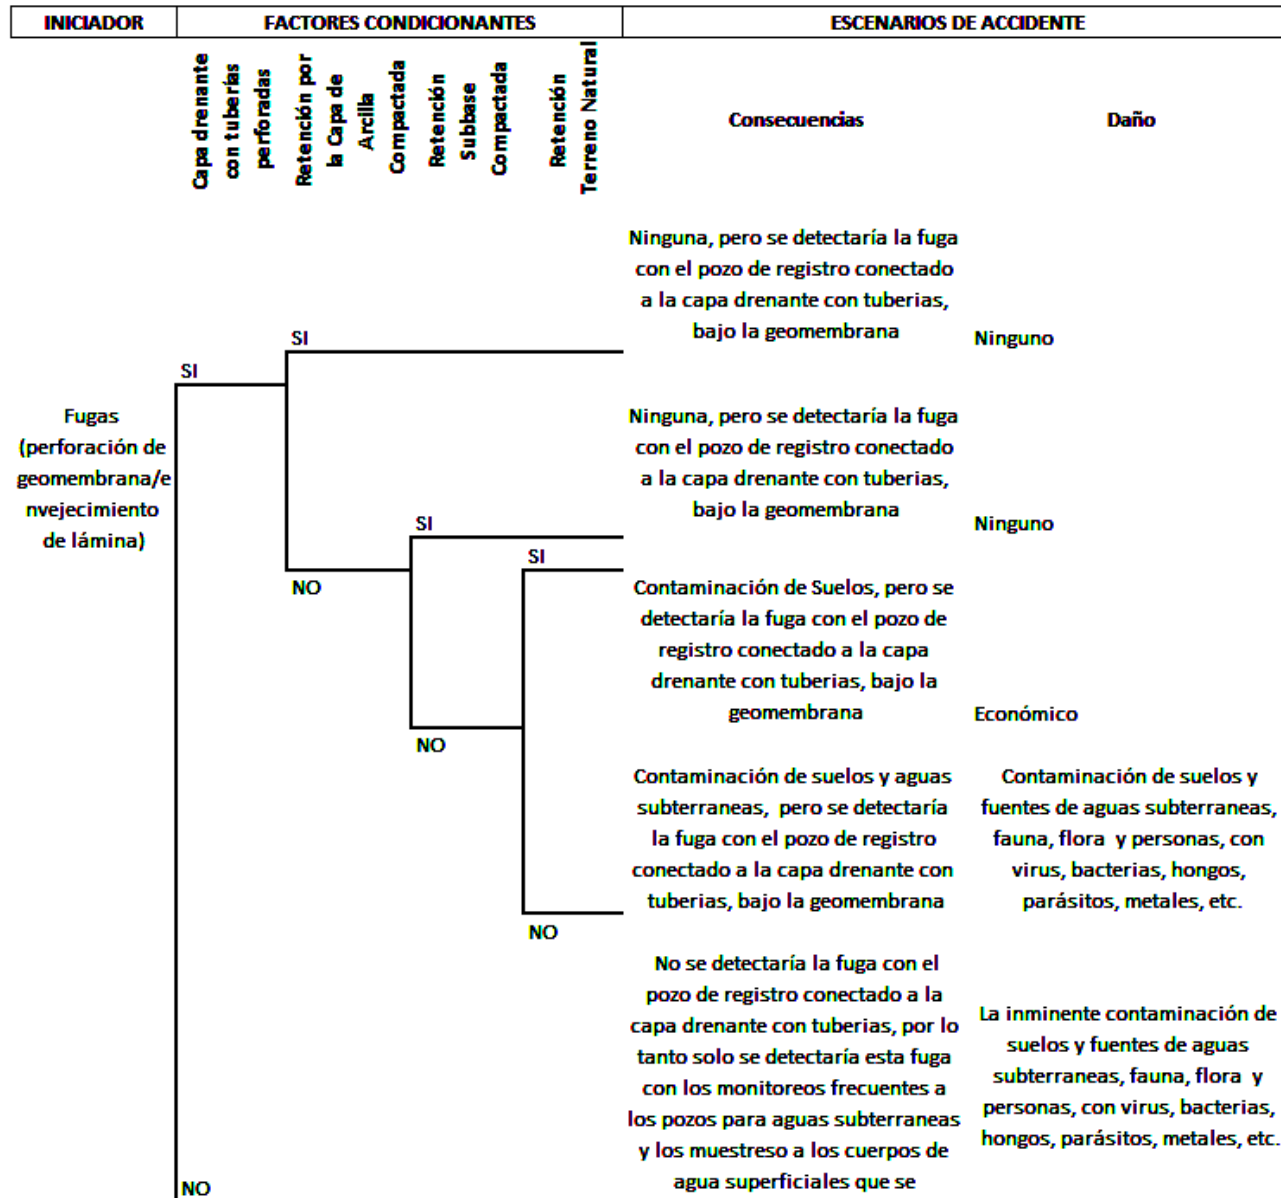 INICIADOR
FACTORES CONDICIONANTES
ESCENARIOS DE ACCIDENTE
Capa drenante
con tuberías
perforadas
Retención por
la Capa de
Arcilla
Compactada
Retención
Subbase
Compactada
Retención
Terreno Natural
Consecuencias
Daño
Ninguna, pero se detectaría la fuga
con el pozo de registro conectado
a la capa drenante con tuberias,
bajo la geomembrana
Ninguno
SI
SI
Fugas
(perforación de
geomembrana/e
nvejecimiento
de lámina)
Ninguna, pero se detectaría la fuga
con el pozo de registro conectado
a la capa drenante con tuberias,
bajo la geomembrana
Ninguno
SI
SI
NO
Contaminación de Suelos, pero se
detectaría la fuga con el pozo de
registro conectado a la capa
drenante con tuberias, bajo la
geomembrana
Económico
NO
Contaminación de suelos y aguas
subterraneas, pero se detectaría
la fuga con el pozo de registro
conectado a la capa drenante con
tuberias, bajo la geomembrana
Contaminación de suelos y
fuentes de aguas subterraneas,
fauna, flora y personas, con
virus, bacterias, hongos,
parásitos, metales, etc.
NO
No se detectaría la fuga con el
pozo de registro conectado a la
capa drenante con tuberias, por lo
tanto solo se detectaría esta fuga
con los monitoreos frecuentes a
los pozos para aguas subterraneas
y los muestreso a los cuerpos de
agua superficiales que se
La inminente contaminación de
suelos y fuentes de aguas
subterraneas, fauna, flora y
personas, con virus, bacterias,
hongos, parásitos, metales, etc.
NO